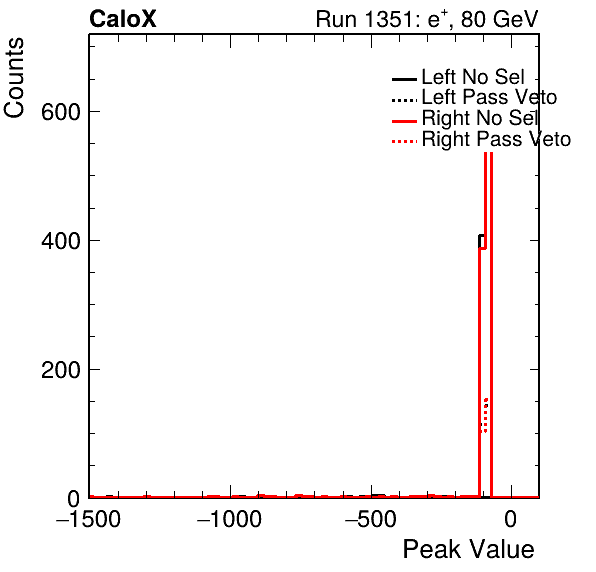 CaloX Run 1351: e+, 80 GeV
Counts
Left No Sel
Left Pass Veto
Right No Sel
Right Pass Veto
600
400
200
0
−1500 −1000 −500 0
Peak Value